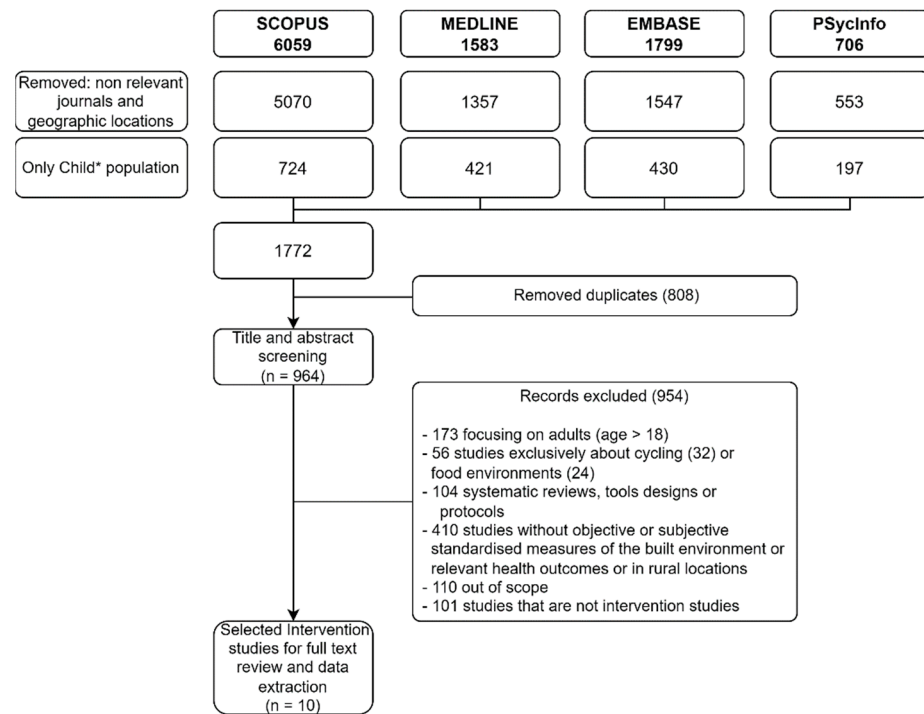 SCOPUS
6059
MEDLINE
1583
EMBASE
1799
PSycInfo
706
Removed: non relevant
journals and
geographic locations
5070
1357
1547
553
Only Child* population
724
421
430
197
1772
Removed duplicates (808)
Title and abstract
screening
(n = 964)
Records excluded (954)
- 173 focusing on adults (age > 18)
- 56 studies exclusively about cycling (32) or
food environments (24)
- 104 systematic reviews, tools designs or
protocols
- 410 studies without objective or subjective
standardised measures of the built environment or
relevant health outcomes or in rural locations
- 110 out of scope
- 101 studies that are not intervention studies
Selected Intervention
studies for full text
review and data
extraction
(n = 10)